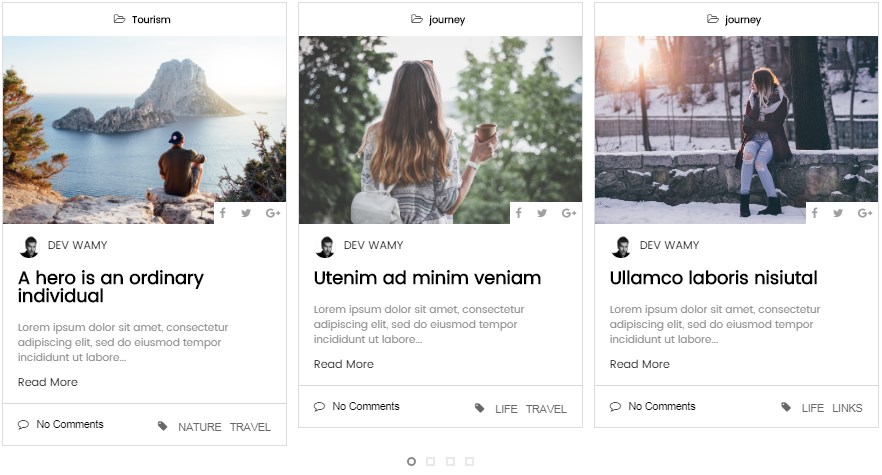 Tourism
DEV WAMY
A hero is an ordinary
individual
Lorem ipsum dolor sit amet, consectetur
adipiscing elit, sed do eiusmod tempor
incididunt ut labore...
Read More
No Comments
NATURE TRAVEL
journey
DEV WAMY
Utenim ad minim veniam
Lorem ipsum dolor sit amet, consectetur
adipiscing elit, sed do eiusmod tempor
incididunt ut labore...
Read More
No Comments
LIFE TRAVEL
journey
DEV WAMY
Ullamco laboris nisiutal
Lorem ipsum dolor sit amet, consectetur
adipiscing elit, sed do eiusmod tempor
incididunt ut labore...
Read More
No Comments
LIFE LINKS